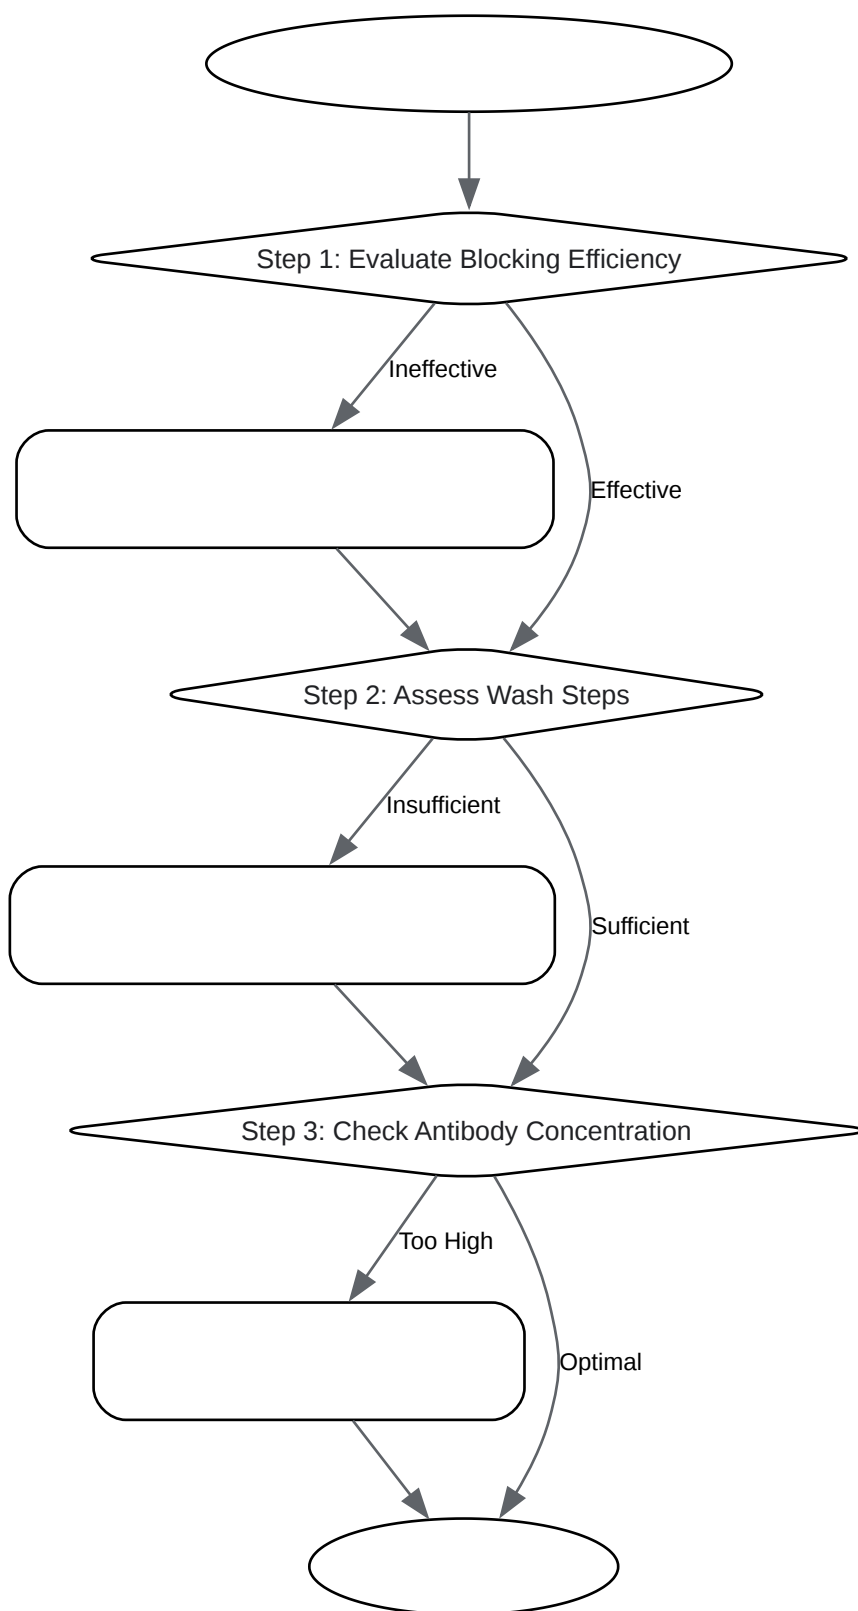 Step 1: Evaluate Blocking Efficiency
Ineffective
Effective
Step 2: Assess Wash Steps
Insufficient
Sufficient
Step 3: Check Antibody Concentration
Too High
Optimal